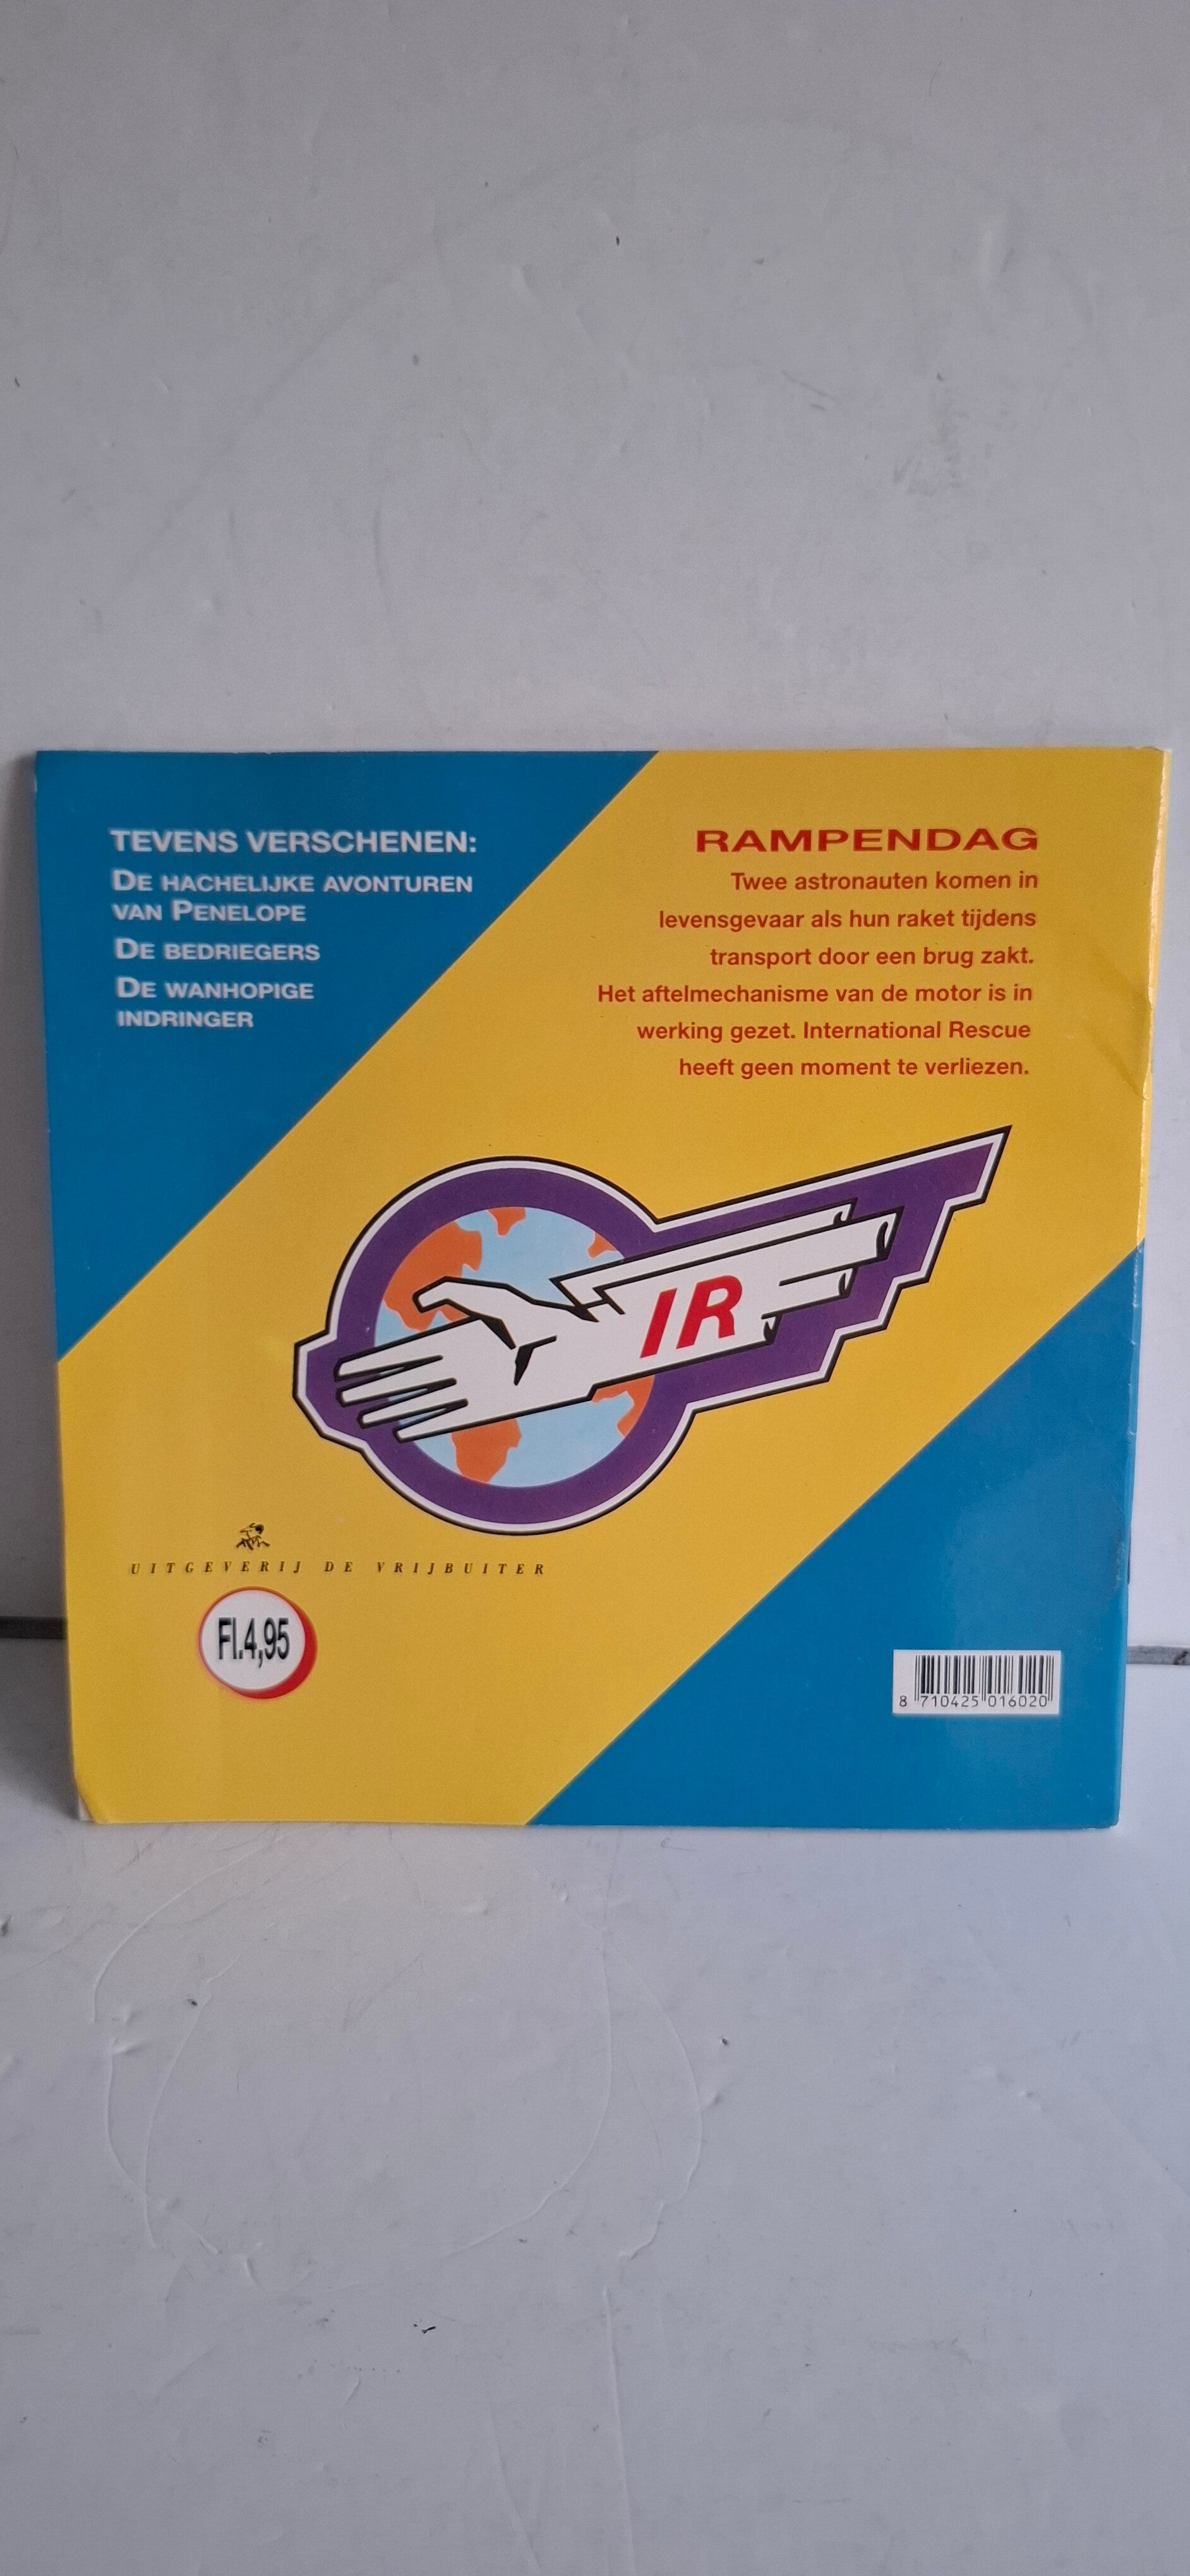 TEVENS VERSCHENEN:
DE HACHELIJKE AVONTUREN
VAN PENELOPE
DE BEDRIEGERS
DE WANHOPIGE
INDRINGER
RAMPENDAG
Twee astronauten komen in
levensgevaar als hun raket tijdens
transport door een brug zakt.
Het aftelmechanisme van de motor is in
werking gezet. International Rescue
heeft geen moment te verliezen.
IR
UITGEVERIJ DE VRIJBUITER
Fl.4,95
8 710425 016020